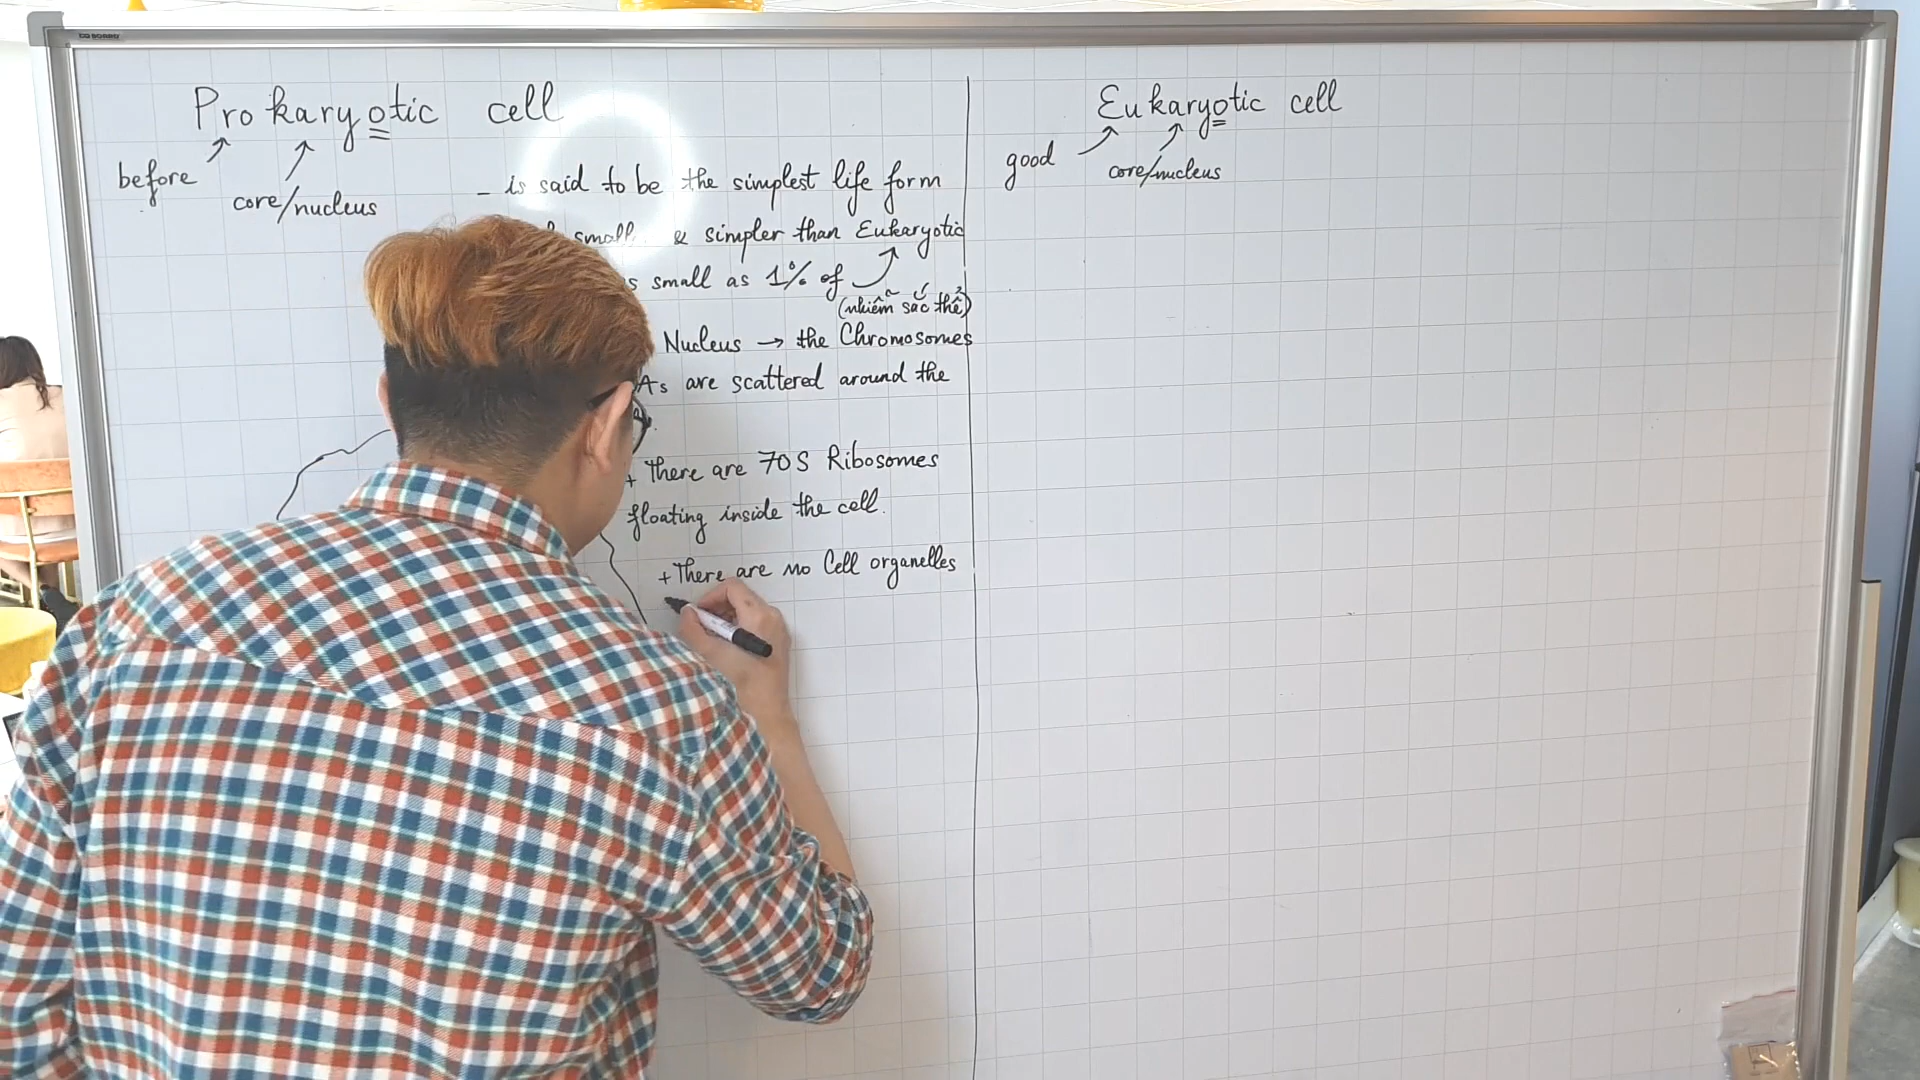 Prokaryotic cell
before
core/nucleus
- is said to be the simplest life form
small & simpler than Eukaryotic
small as 1% of
(nhiễm sắc thể)
Nucleus → the Chromosomes
As are scattered around the
+ There are 70S Ribosomes
floating inside the cell.
+ There are no Cell organelles
Eukaryotic cell
good
core/nucleus